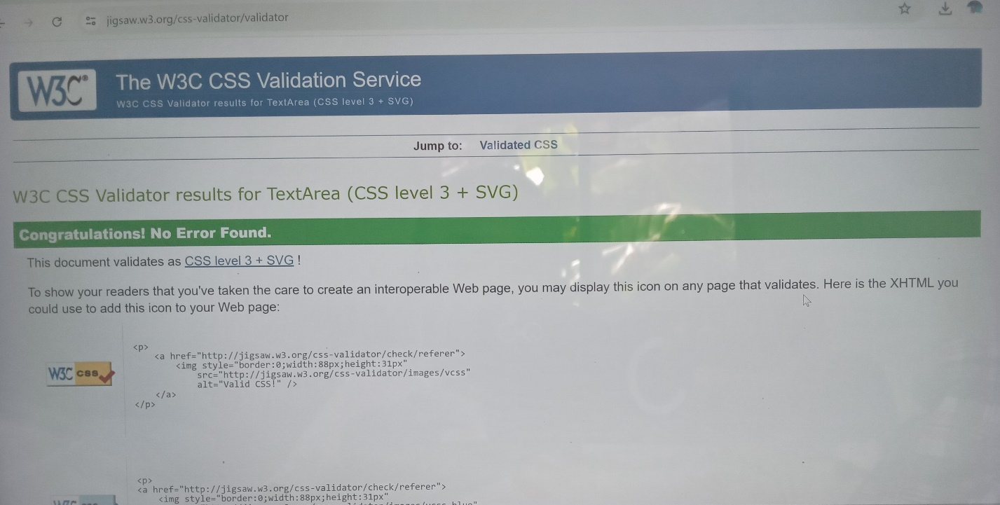 jigsaw.w3.org/css-validator/validator
W3C®
The W3C CSS Validation Service
W3C CSS Validator results for TextArea (CSS level 3 + SVG)
Jump to: Validated CSS
W3C CSS Validator results for TextArea (CSS level 3 + SVG)
Congratulations! No Error Found.
This document validates as CSS level 3 + SVG !
To show your readers that you've taken the care to create an interoperable Web page, you may display this icon on any page that validates. Here is the XHTML you
could use to add this icon to your Web page:
W3C css
<p>
<a href="http://jigsaw.w3.org/css-validator/check/referer">
<img style="border:0;width:88px;height:31px"
src="http://jigsaw.w3.org/css-validator/images/vcss"
alt="Valid CSS!" />
</a>
</p>
<p>
<a href="http://jigsaw.w3.org/css-validator/check/referer">
<img style="border:0;width:88px;height:31px"